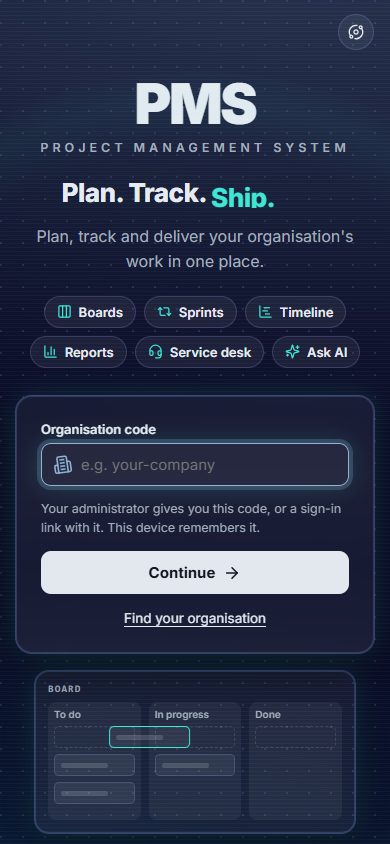 PMS
PROJECT MANAGEMENT SYSTEM
Plan. Track. Ship.
Plan, track and deliver your organisation's
work in one place.
Boards
Sprints
Timeline
Reports
Service desk
Ask AI
Organisation code
e.g. your-company
Your administrator gives you this code, or a sign-in
link with it. This device remembers it.
Continue
Find your organisation
BOARD
To do
In progress
Done